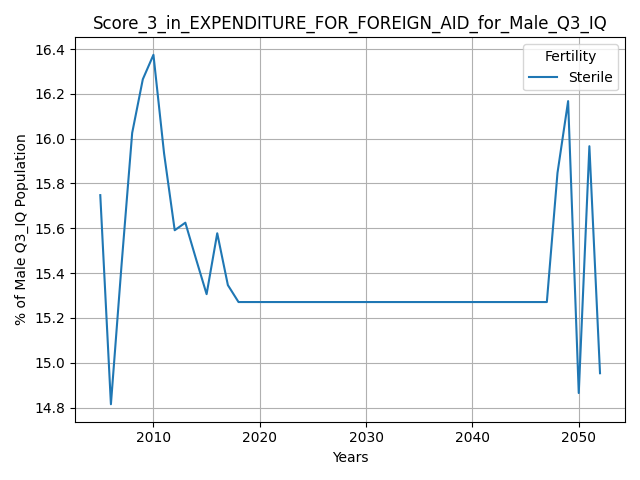 Score_3_in_EXPENDITURE_FOR_FOREIGN_AID_for_Male_Q3_IQ
Fertility
Sterile
% of Male Q3_IQ Population
16.4
16.2
16.0
15.8
15.6
15.4
15.2
15.0
14.8
2010 2020 2030 2040 2050
Years